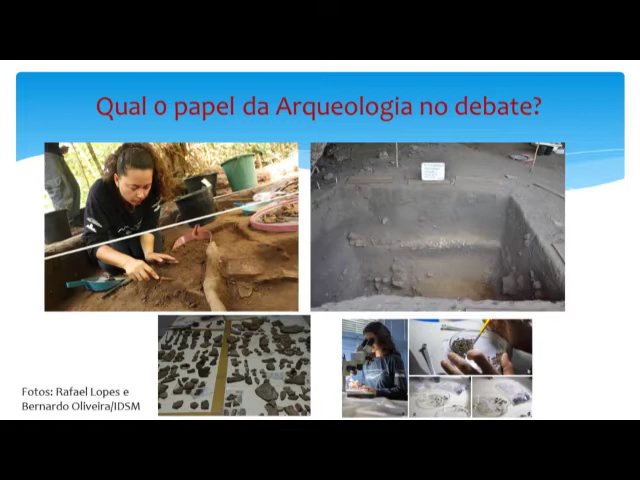 Qual o papel da Arqueologia no debate?
Fotos: Rafael Lopes e
Bernardo Oliveira/IDSM